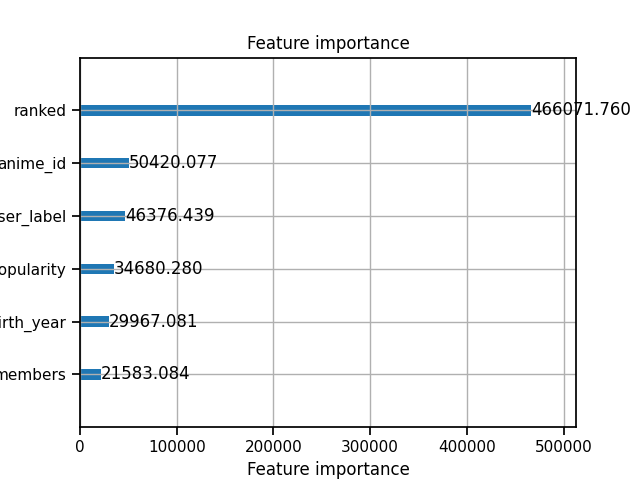 Feature importance
ranked
466071.760
anime_id
50420.077
ser_label
46376.439
opularity
34680.280
irth_year
29967.081
members
21583.084
0 100000 200000 300000 400000 500000
Feature importance